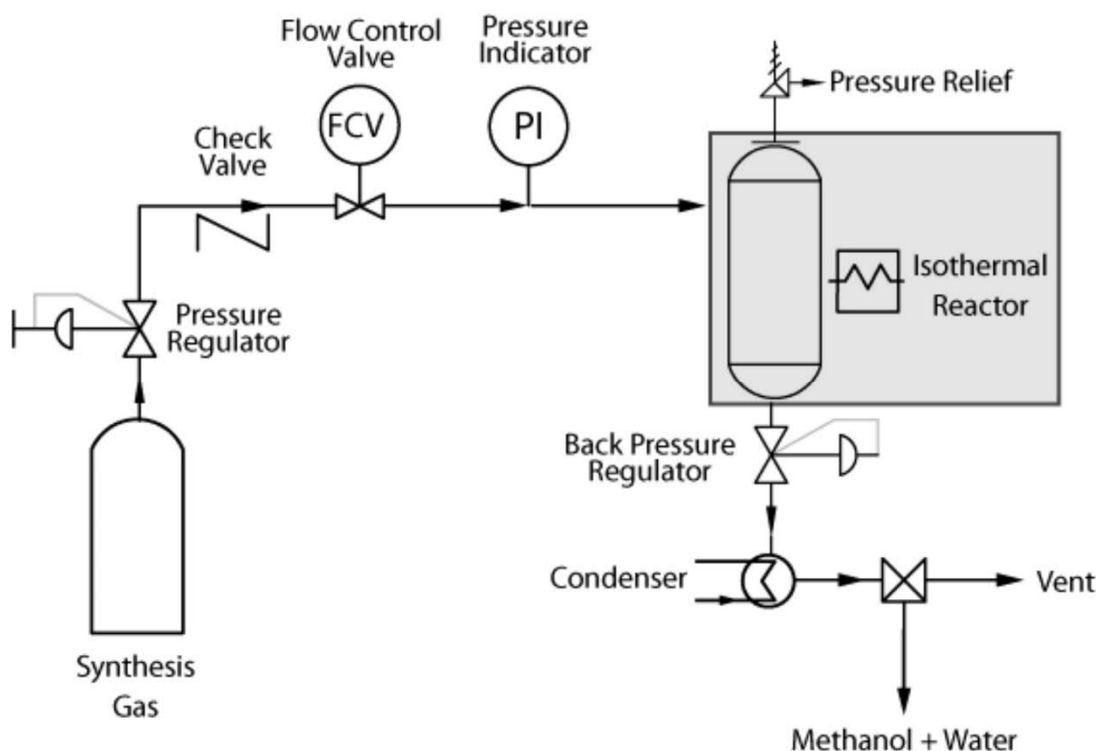 Flow Control
Valve
FCV
Pressure
Indicator
PI
Pressure Relief
Check
Valve
Isothermal
Reactor
Pressure
Regulator
Back Pressure
Regulator
Condenser
Vent
Synthesis
Gas
Methanol + Water